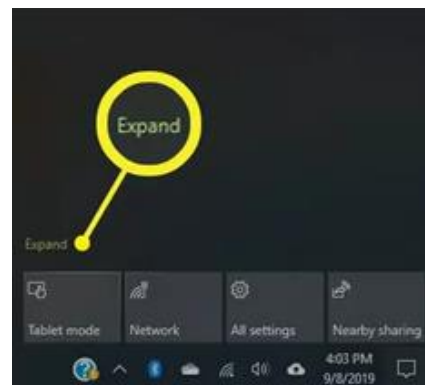 Expand
Expand
Tablet mode Network All settings Nearby sharing
4:03 PM
9/8/2019